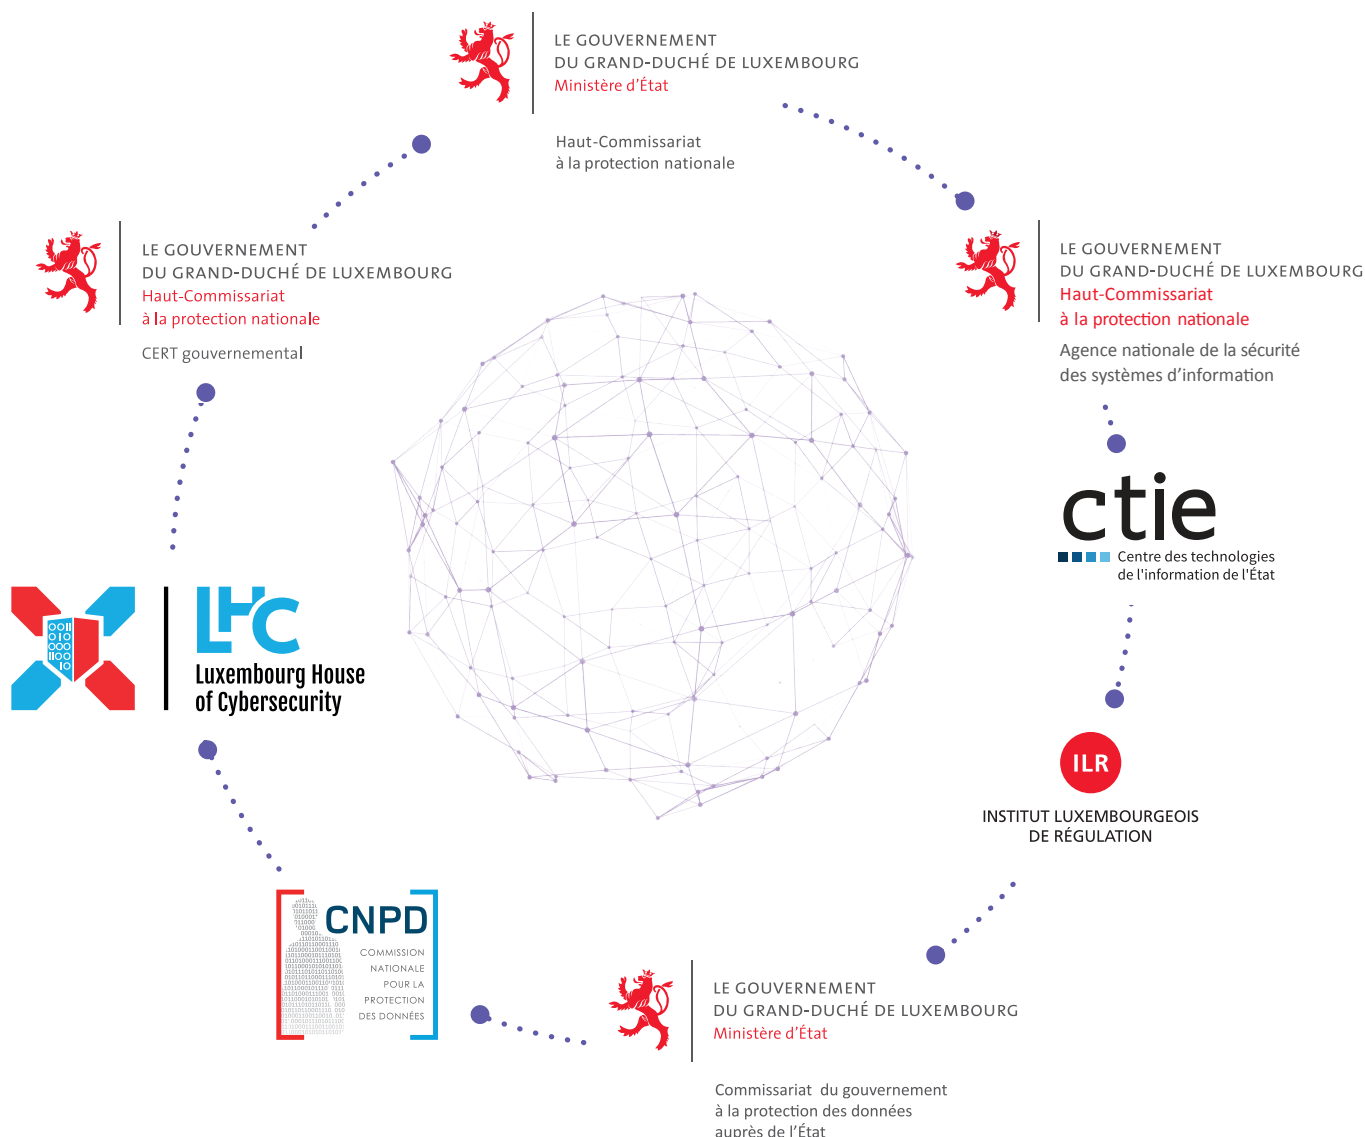 LE GOUVERNEMENT
DU GRAND-DUCHÉ DE LUXEMBOURG
Ministère d'État
Haut-Commissariat
à la protection nationale
LE GOUVERNEMENT
DU GRAND-DUCHÉ DE LUXEMBOURG
Haut-Commissariat
à la protection nationale
CERT gouvernemental
LE GOUVERNEMENT
DU GRAND-DUCHÉ DE LUXEMBOURG
Haut-Commissariat
à la protection nationale
Agence nationale de la sécurité
des systèmes d'information
ctie
Centre des technologies
de l'information de l'État
LHC
Luxembourg House
of Cybersecurity
ILR
INSTITUT LUXEMBOURGEOIS
DE RÉGULATION
CNPD
COMMISSION
NATIONALE
POUR LA
PROTECTION
DES DONNÉES
LE GOUVERNEMENT
DU GRAND-DUCHÉ DE LUXEMBOURG
Ministère d'État
Commissariat du gouvernement
à la protection des données
auprès de l'État